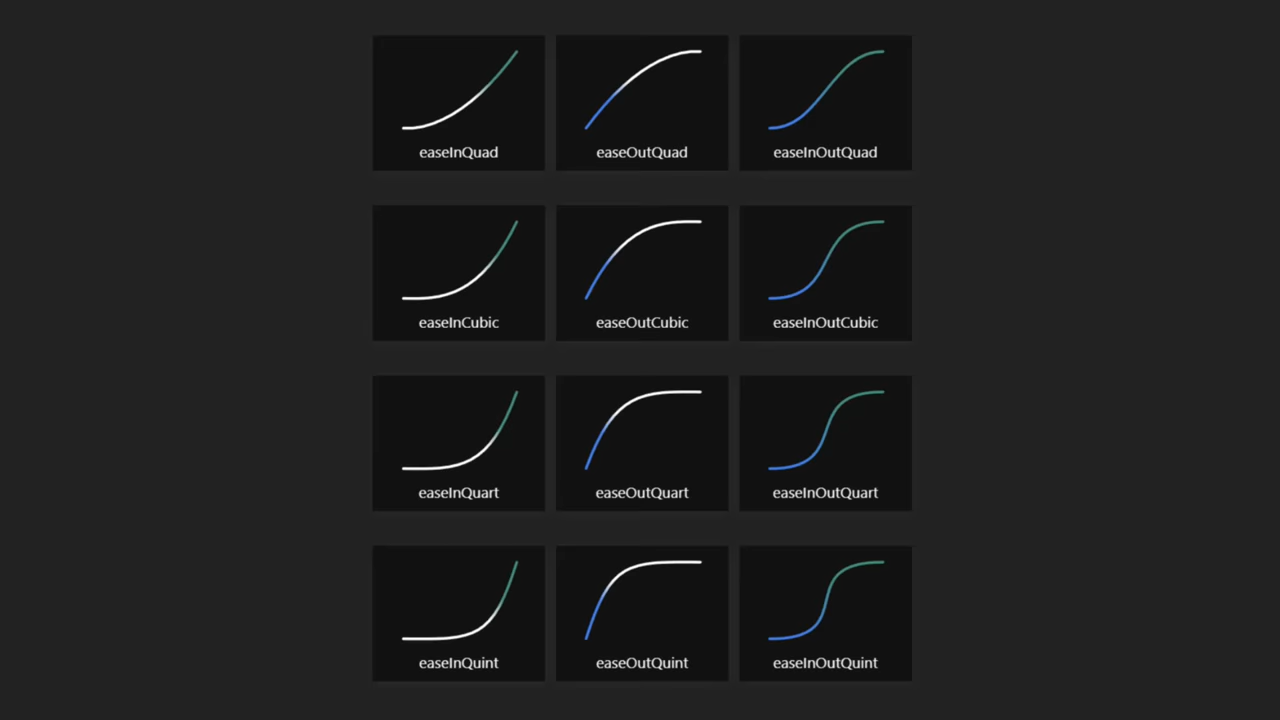 easeInQuad
easeOutQuad
easeInOutQuad
easeInCubic
easeOutCubic
easeInOutCubic
easeInQuart
easeOutQuart
easeInOutQuart
easeInQuint
easeOutQuint
easeInOutQuint